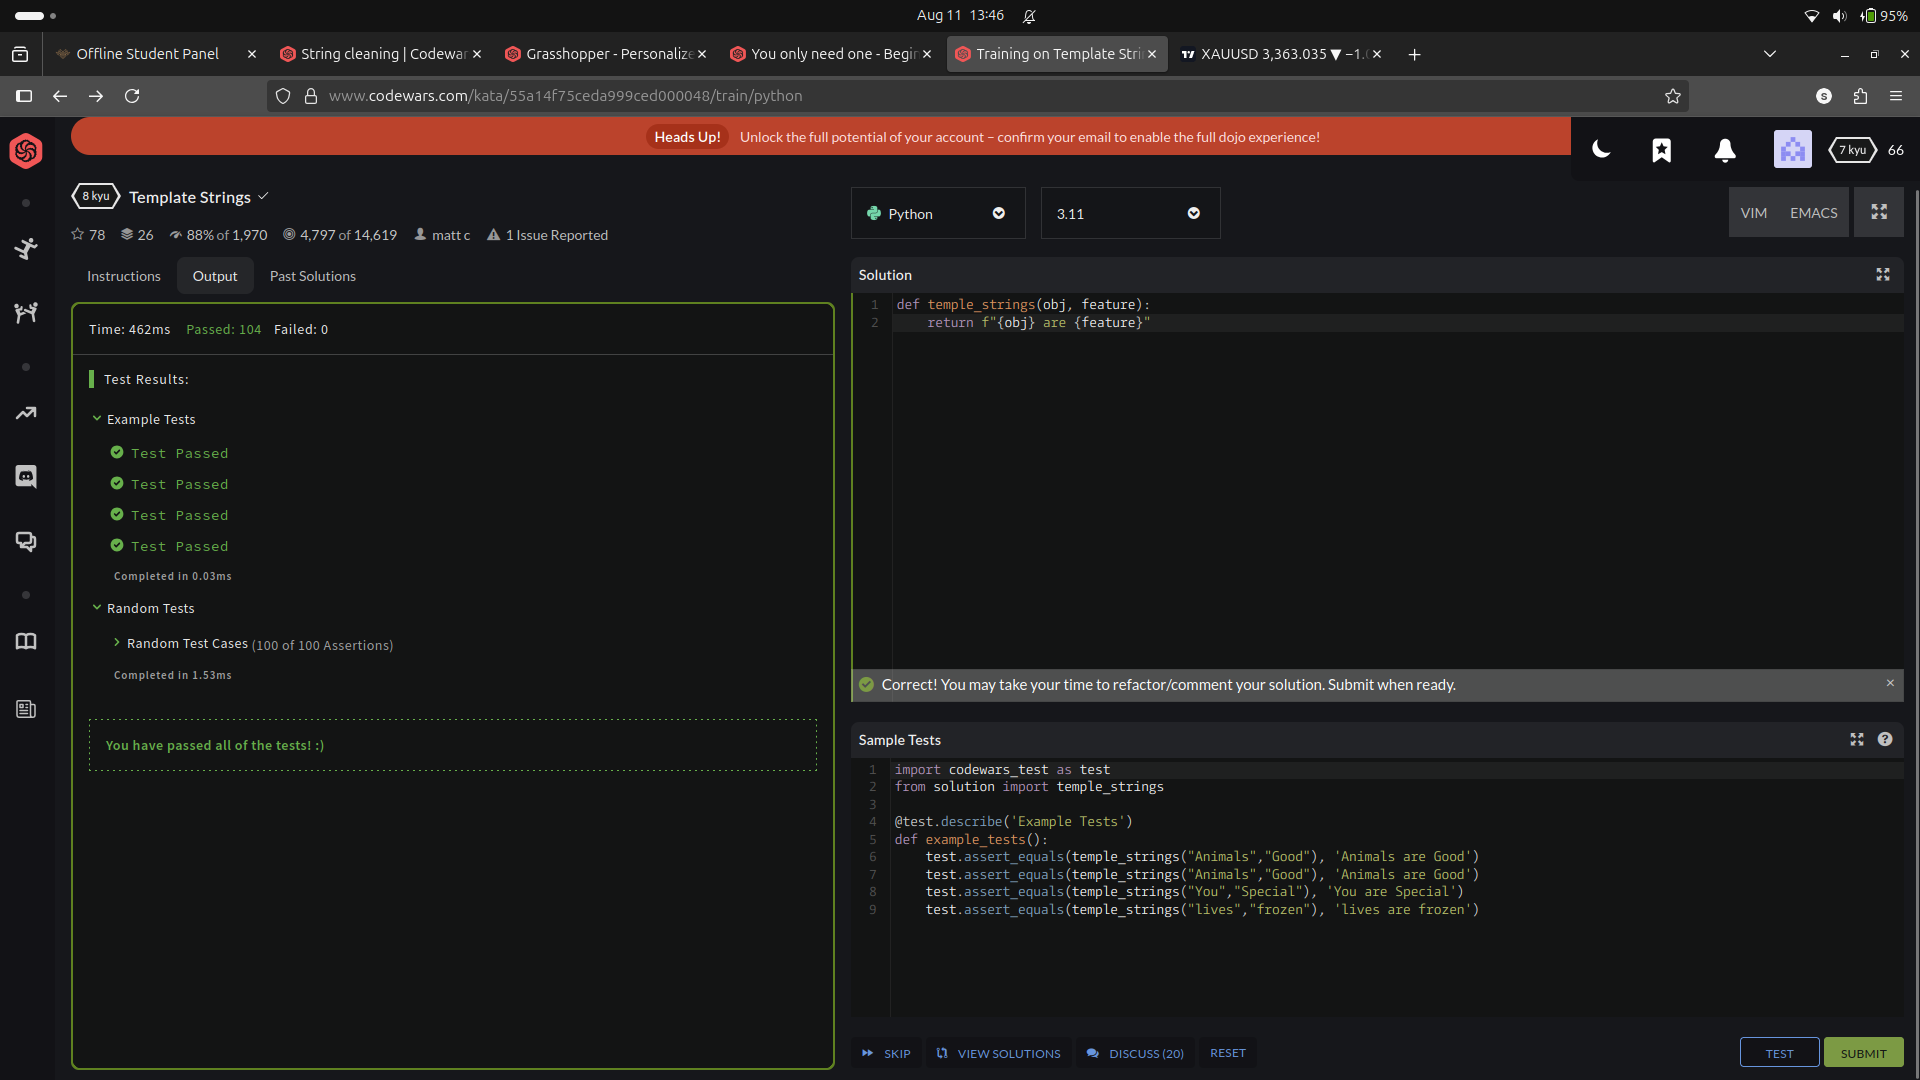 Aug 11 13:46
95%
Offline Student Panel
String cleaning | Codewar
Grasshopper - Personalize
You only need one - Begin
Training on Template Stri
XAUUSD 3,363.035 ▼ −1.
www.codewars.com/kata/55a14f75ceda999ced000048/train/python
S
Heads Up! Unlock the full potential of your account – confirm your email to enable the full dojo experience!
7 kyu 66
8 kyu Template Strings
78 26 88% of 1,970 4,797 of 14,619 matt c 1 Issue Reported
Instructions Output Past Solutions
Time: 462ms Passed: 104 Failed: 0
Test Results:
Example Tests
Test Passed
Test Passed
Test Passed
Test Passed
Completed in 0.03ms
Random Tests
Random Test Cases (100 of 100 Assertions)
Completed in 1.53ms
You have passed all of the tests! :)
Python 3.11 VIM EMACS
Solution
1 def temple_strings(obj, feature):
2     return f"{obj} are {feature}"
Correct! You may take your time to refactor/comment your solution. Submit when ready.
Sample Tests
1 import codewars_test as test
2 from solution import temple_strings
3
4 @test.describe('Example Tests')
5 def example_tests():
6     test.assert_equals(temple_strings("Animals","Good"), 'Animals are Good')
7     test.assert_equals(temple_strings("Animals","Good"), 'Animals are Good')
8     test.assert_equals(temple_strings("You","Special"), 'You are Special')
9     test.assert_equals(temple_strings("lives","frozen"), 'lives are frozen')
SKIP VIEW SOLUTIONS DISCUSS (20) RESET TEST SUBMIT